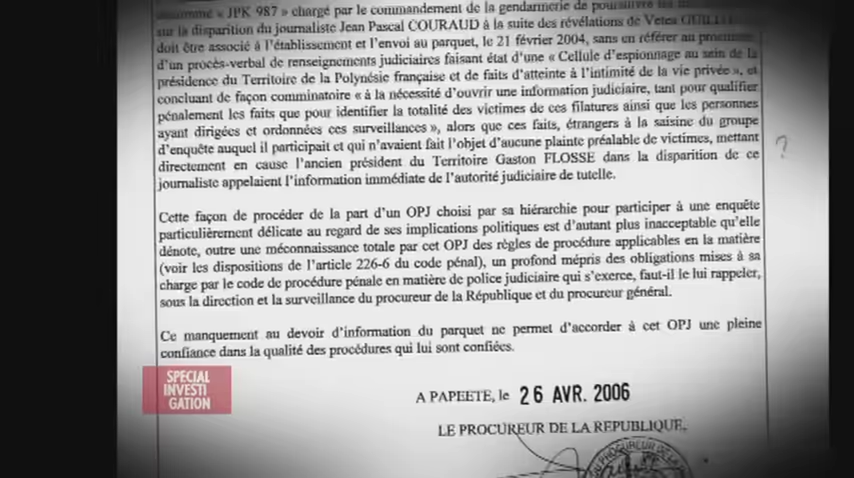 « JPK 987 » chargé par le commandement de la gendarmerie de poursuivre les
sur la disparition du journaliste Jean Pascal COURAUD à la suite des révélations de Vetea
doit être associé à l'établissement et l'envoi au parquet, le 21 février 2004, sans en référer au
d'un procès-verbal de renseignements judiciaires faisant état d'une « Cellule d'espionnage au sein de la
présidence du Territoire de la Polynésie française et de faits d'atteinte à l'intimité de la vie privée », et
concluant de façon comminatoire « à la nécessité d'ouvrir une information judiciaire, tant pour qualifier
pénalement les faits que pour identifier la totalité des victimes de ces filatures ainsi que les personnes
ayant dirigées et ordonnées ces surveillances », alors que ces faits, étrangers à la saisine du groupe
d'enquête auquel il participait et qui n'avaient fait l'objet d'aucune plainte préalable de victimes, mettant
directement en cause l'ancien président du Territoire Gaston FLOSSE dans la disparition de ce
journaliste appelaient l'information immédiate de l'autorité judiciaire de tutelle.
?
Cette façon de procéder de la part d'un OPJ choisi par sa hiérarchie pour participer à une enquête
particulièrement délicate au regard de ses implications politiques est d'autant plus inacceptable qu'elle
dénote, outre une méconnaissance totale par cet OPJ des règles de procédure applicables en la matière
(voir les dispositions de l'article 226-6 du code pénal), un profond mépris des obligations mises à sa
charge par le code de procédure pénale en matière de police judiciaire qui s'exerce, faut-il le lui rappeler,
sous la direction et la surveillance du procureur de la République et du procureur général.
Ce manquement au devoir d'information du parquet ne permet d'accorder à cet OPJ une pleine
confiance dans la qualité des procédures qui lui sont confiées.
SPECIAL
INVESTI
GATION
A PAPEETE, le 26 AVR. 2006
LE PROCUREUR DE LA REPUBLIQUE,
PROCUREUR DE LA